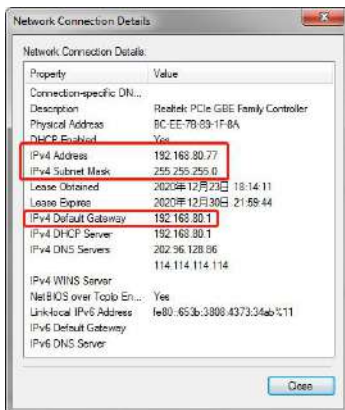 Network Connection Details
Network Connection Details:
Property Value
Connection-specific DN...
Description Realtek PCIe GBE Family Controller
Physical Address BC-EE-7B-89-1F-8A
DHCP Enabled Yes
IPv4 Address 192.168.80.77
IPv4 Subnet Mask 255.255.255.0
Lease Obtained 2020年12月23日 18:14:11
Lease Expires 2020年12月30日 21:59:44
IPv4 Default Gateway 192.168.80.1
IPv4 DHCP Server 192.168.80.1
IPv4 DNS Servers 202.96.128.86
114.114.114.114
IPv4 WINS Server
NetBIOS over Tcpip En... Yes
Link-local IPv6 Address fe80::653b:3808:4373:34ab%11
IPv6 Default Gateway
IPv6 DNS Server
Close